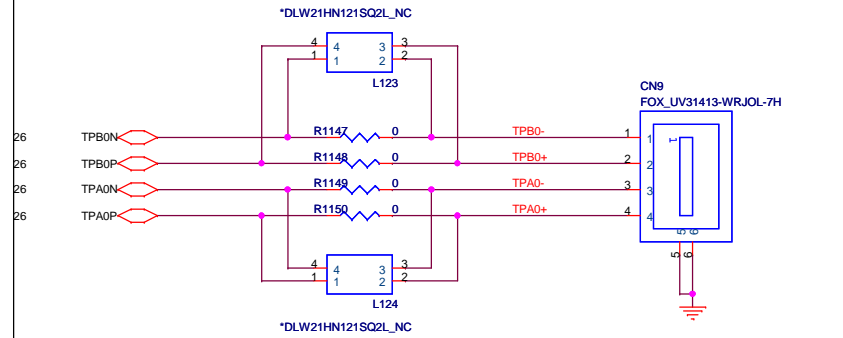 *DLW21HN121SQ2L_NC
4 4 3 3
1 1 2 2
L123
CN9
FOX_UV31413-WRJOL-7H
26 TPB0N R1147 0 TPB0- 1 1
1
26 TPB0P R1148 0 TPB0+ 2 2
26 TPA0N R1149 0 TPA0- 3 3
26 TPA0P R1150 0 TPA0+ 4 4
5 6
5 6
4 4 3 3
1 1 2 2
L124
*DLW21HN121SQ2L_NC